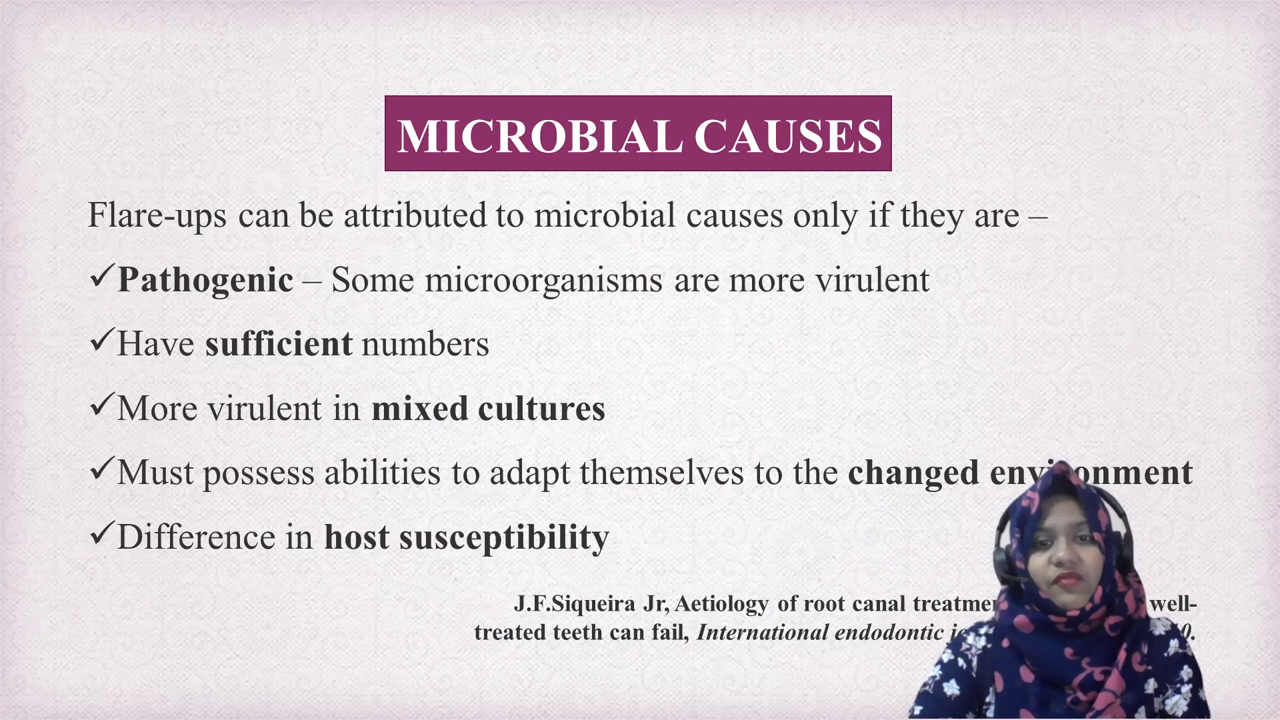 MICROBIAL CAUSES
Flare-ups can be attributed to microbial causes only if they are –
✓Pathogenic – Some microorganisms are more virulent
✓Have sufficient numbers
✓More virulent in mixed cultures
✓Must possess abilities to adapt themselves to the changed environment
✓Difference in host susceptibility
J.F.Siqueira Jr, Aetiology of root canal well-
treated teeth can fail, International endodontic